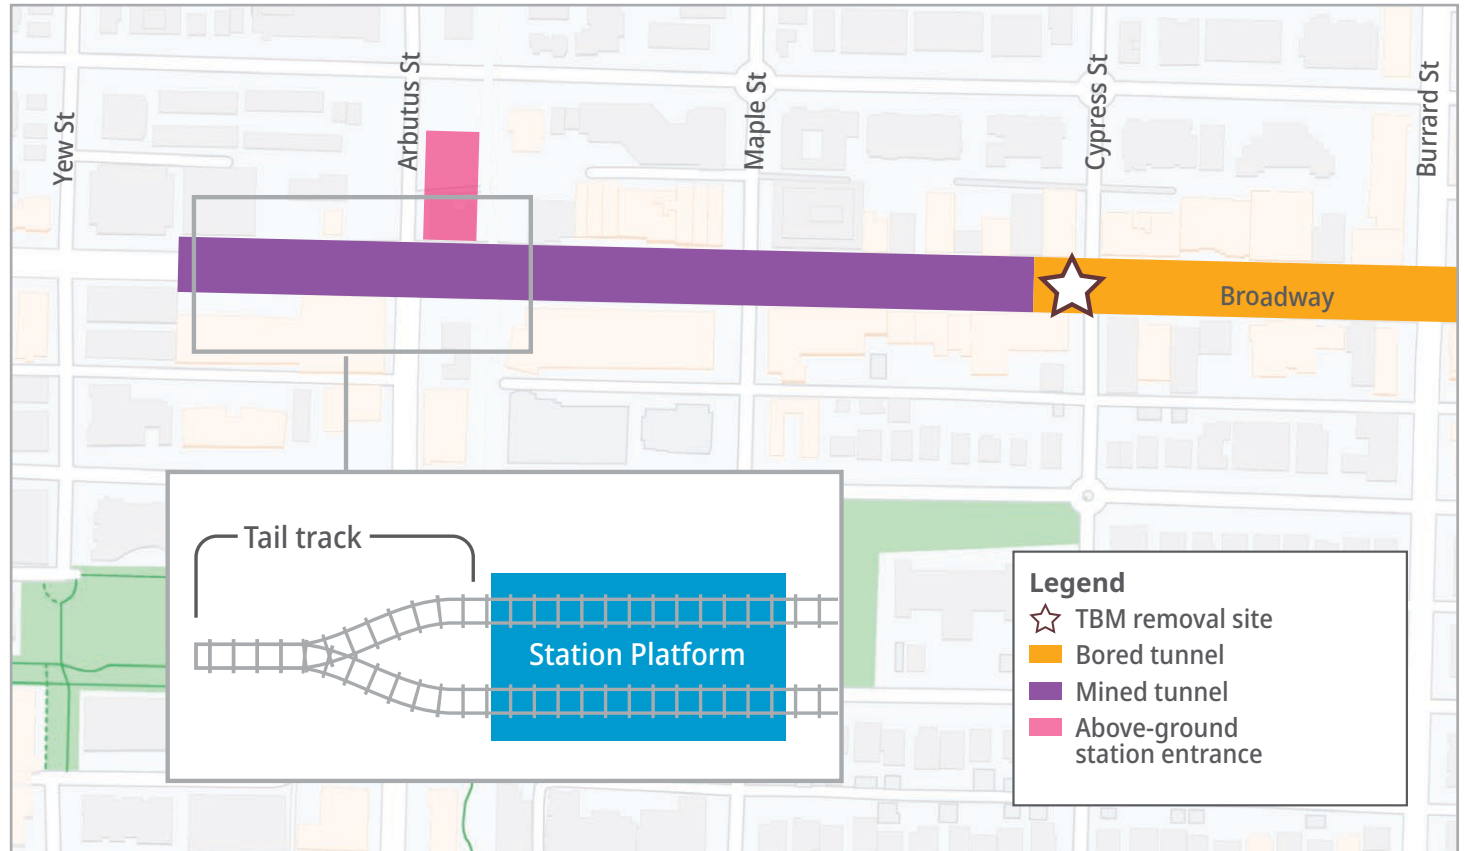 Yew St
Arbutus St
Maple St
Cypress St
Burrard St
Broadway
Tail track
Station Platform
Legend
TBM removal site
Bored tunnel
Mined tunnel
Above-ground
station entrance